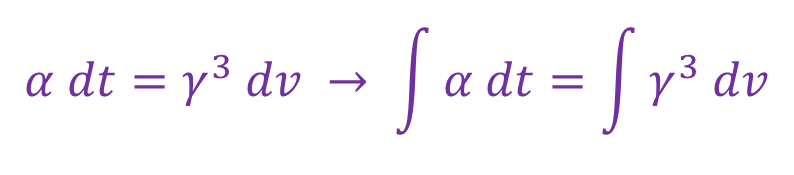 α dt = γ³ dv → ∫ α dt = ∫ γ³ dv